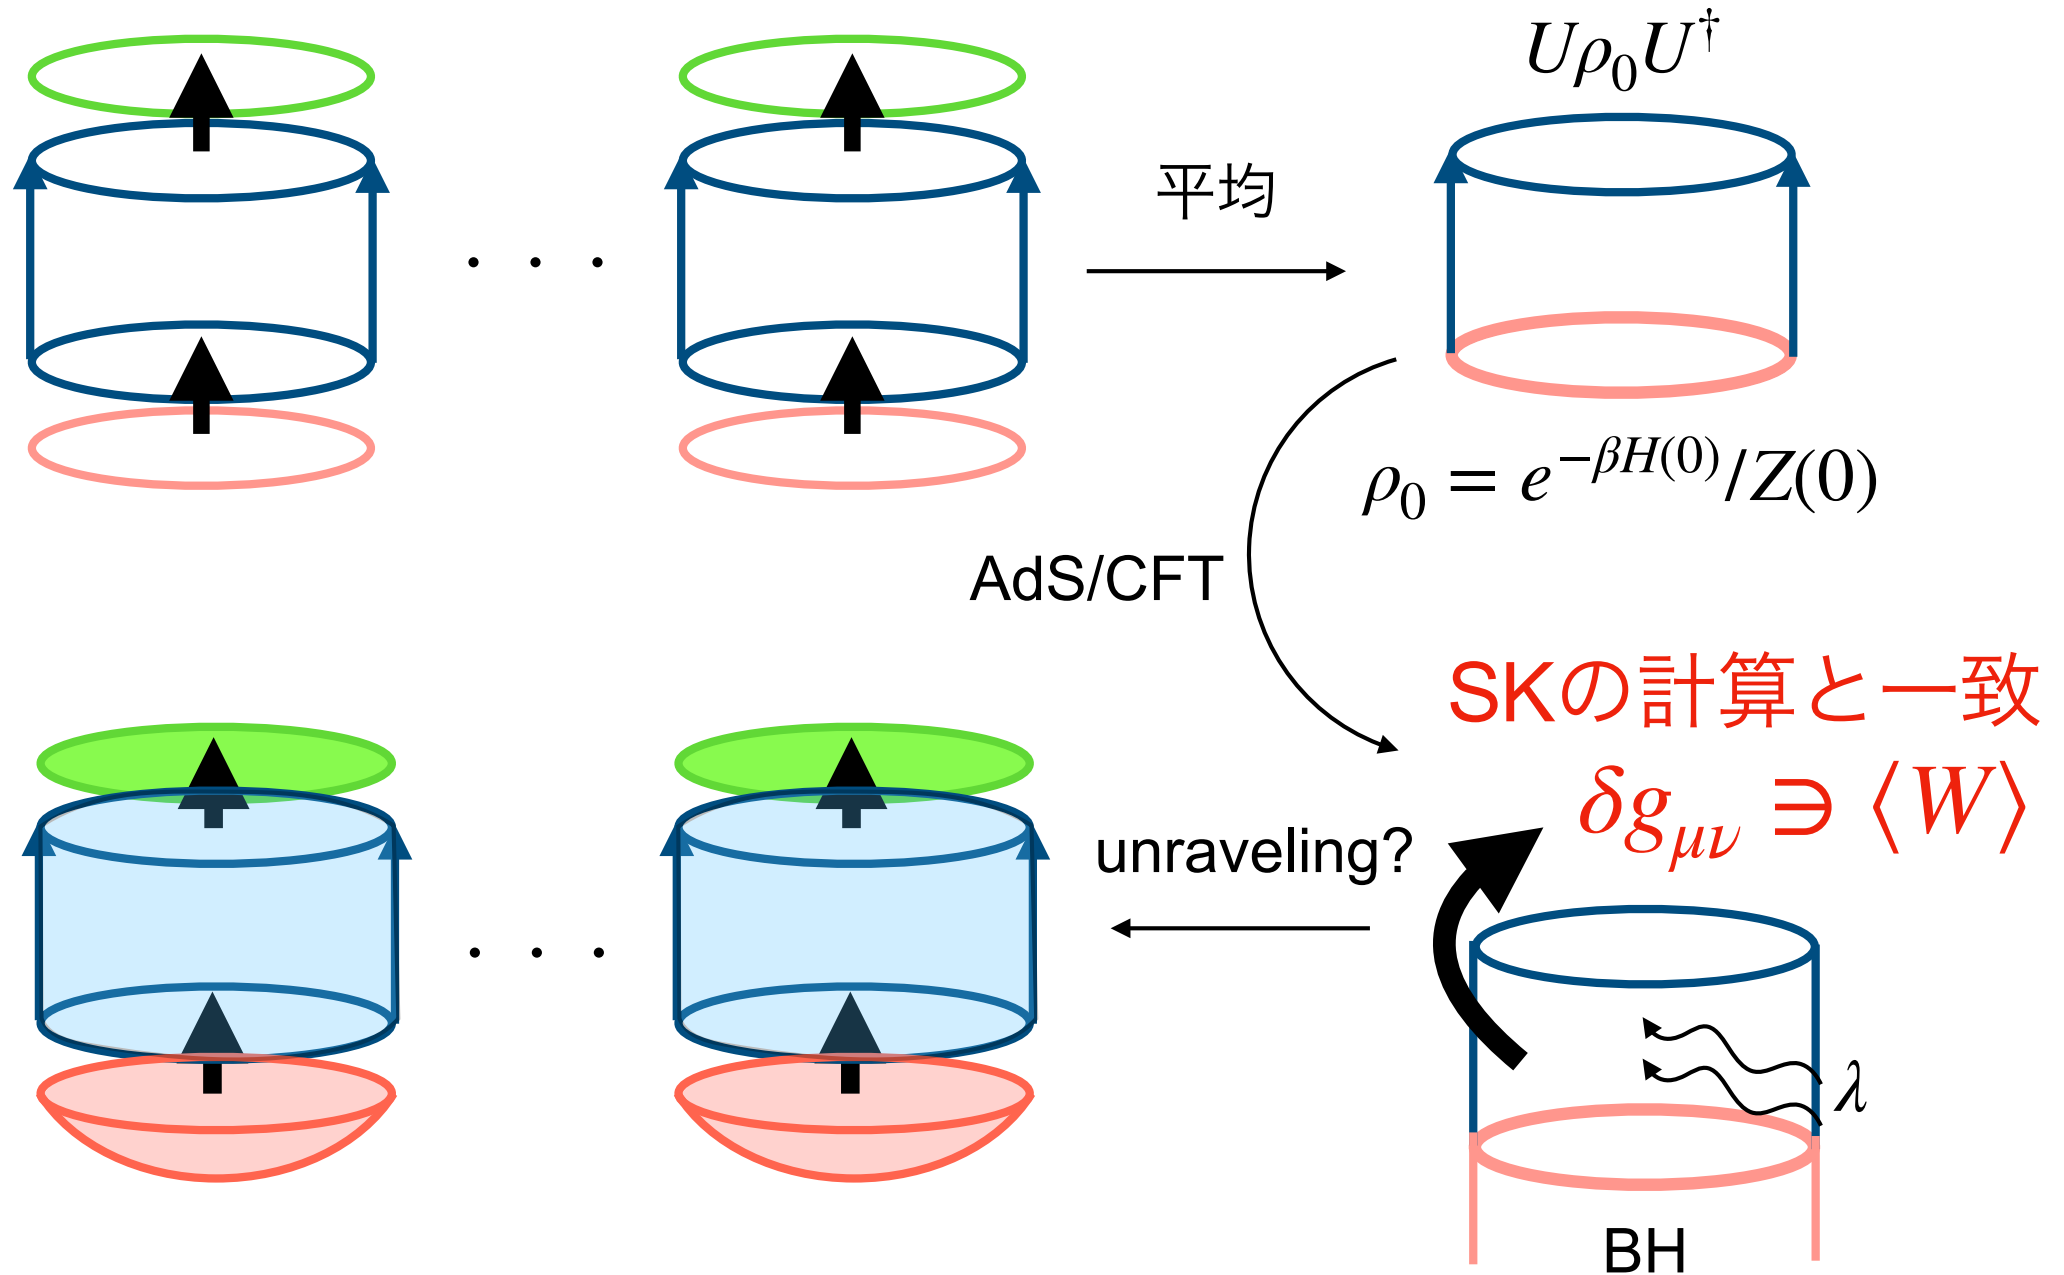 Uρ₀U†
平均
ρ₀ = e^{−βH(0)}/Z(0)
AdS/CFT
SKの計算と一致
δg_{μν} ∋ ⟨W⟩
unraveling?
λ
BH
. . .
. . .